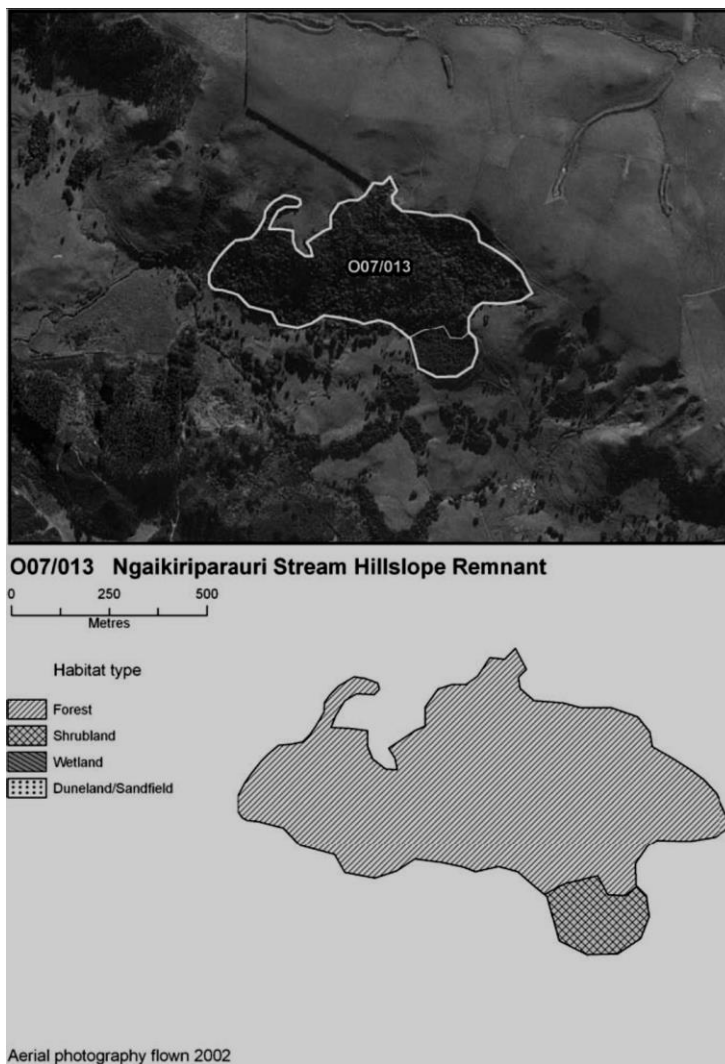 O07/013
O07/013 Ngaikiriparauri Stream Hillslope Remnant
0 250 500
Metres
Habitat type
Forest
Shrubland
Wetland
Duneland/Sandfield
Aerial photography flown 2002